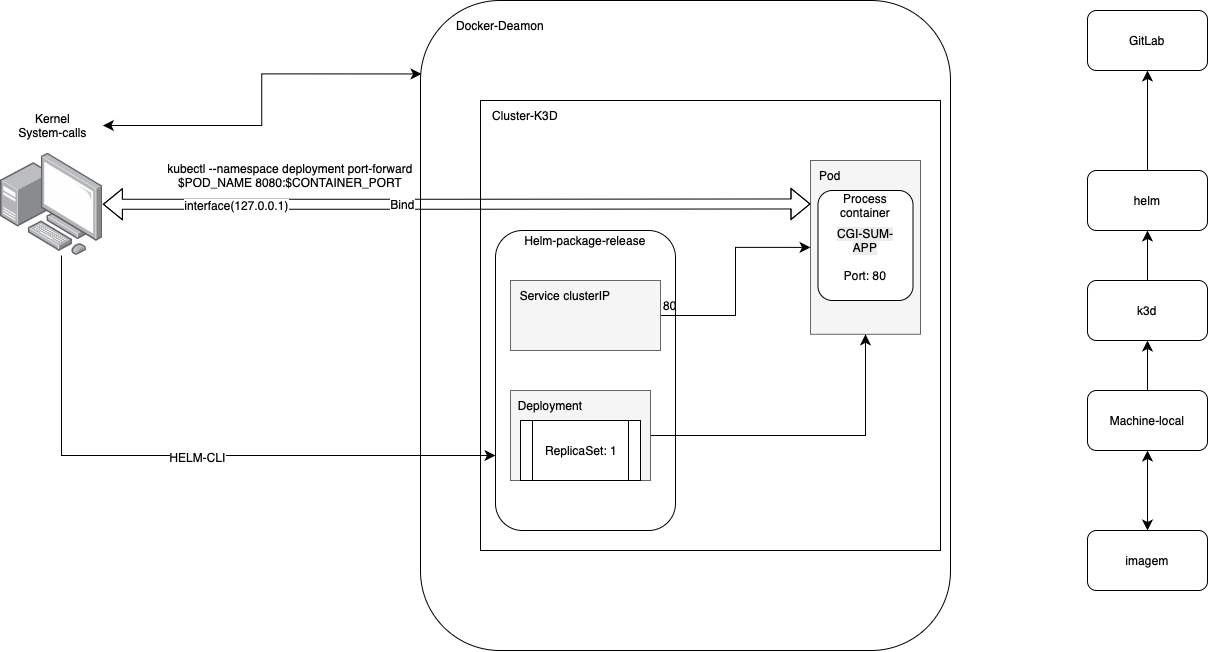 Docker-Deamon
GitLab
Cluster-K3D
Kernel
System-calls
kubectl --namespace deployment port-forward
$POD_NAME 8080:$CONTAINER_PORT
interface(127.0.0.1)
Bind
Pod
Process
container
CGI-SUM-
APP
Port: 80
helm
Helm-package-release
Service clusterIP
80
k3d
Deployment
ReplicaSet: 1
Machine-local
HELM-CLI
imagem